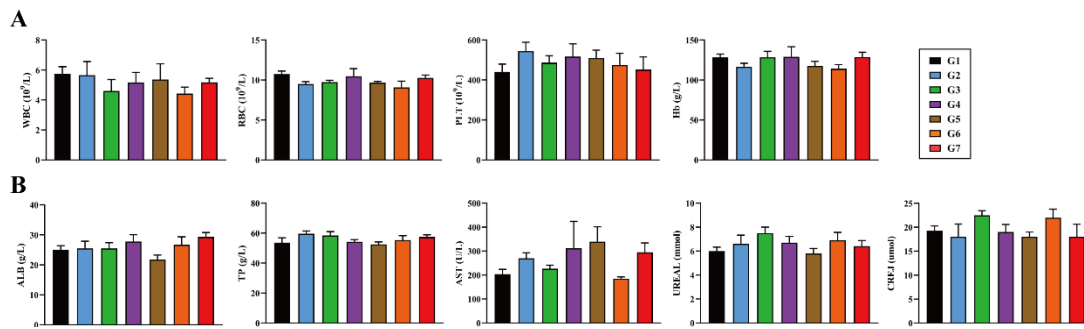 A
WBC (10⁹/L)
8
6
4
2
0
RBC (10⁹/L)
15
10
5
0
PLT (10⁹/L)
600
400
200
0
Hb (g/L)
150
100
50
0
G1
G2
G3
G4
G5
G6
G7
B
ALB (g/L)
40
30
20
10
0
TP (g/L)
80
60
40
20
0
AST (U/L)
500
400
300
200
100
0
UREAL (mmol)
10
8
6
4
2
0
CREJ (umol)
25
20
15
10
5
0